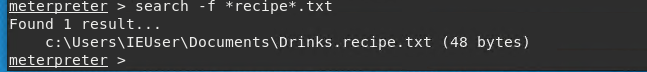 meterpreter > search -f *recipe*.txt
Found 1 result...
    c:\Users\IEUser\Documents\Drinks.recipe.txt (48 bytes)
meterpreter >